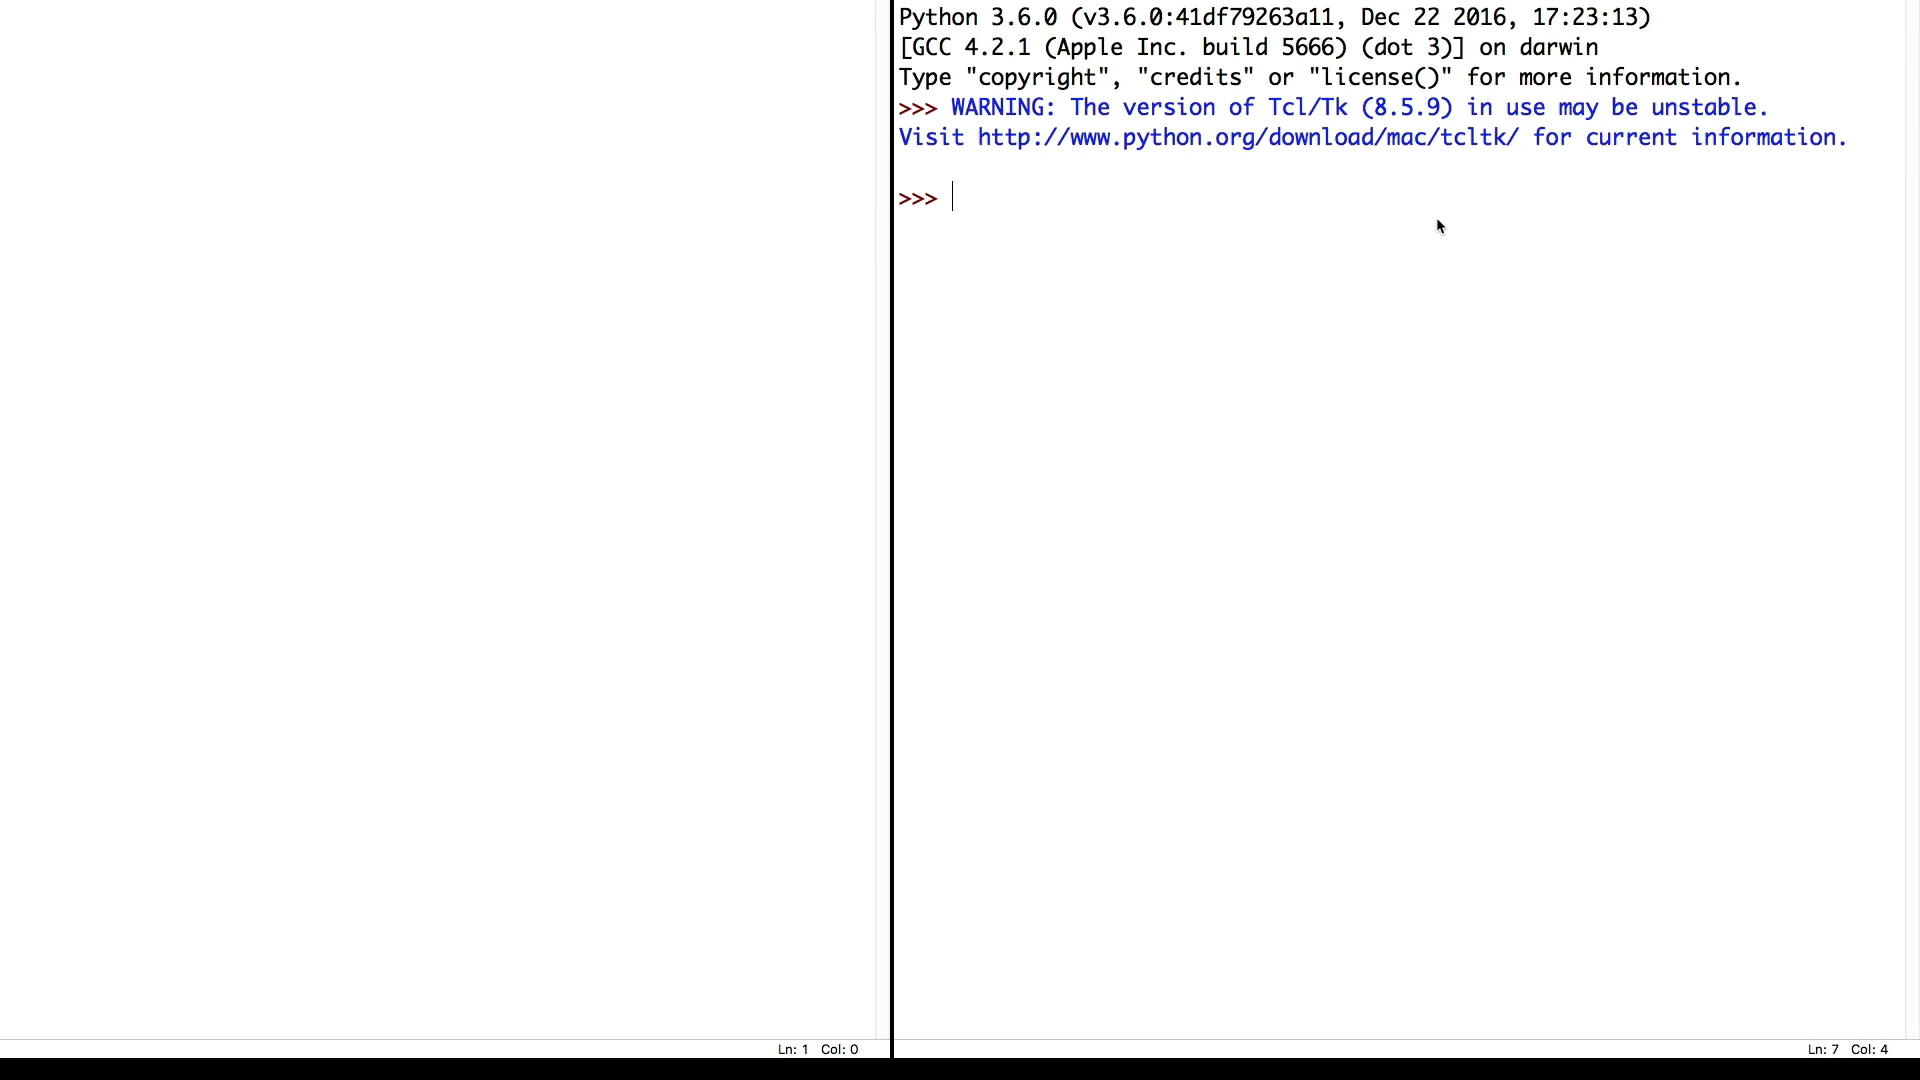 Python 3.6.0 (v3.6.0:41df79263a11, Dec 22 2016, 17:23:13)
[GCC 4.2.1 (Apple Inc. build 5666) (dot 3)] on darwin
Type "copyright", "credits" or "license()" for more information.
>>> WARNING: The version of Tcl/Tk (8.5.9) in use may be unstable.
Visit http://www.python.org/download/mac/tcltk/ for current information.
>>>
Ln: 1 Col: 0
Ln: 7 Col: 4